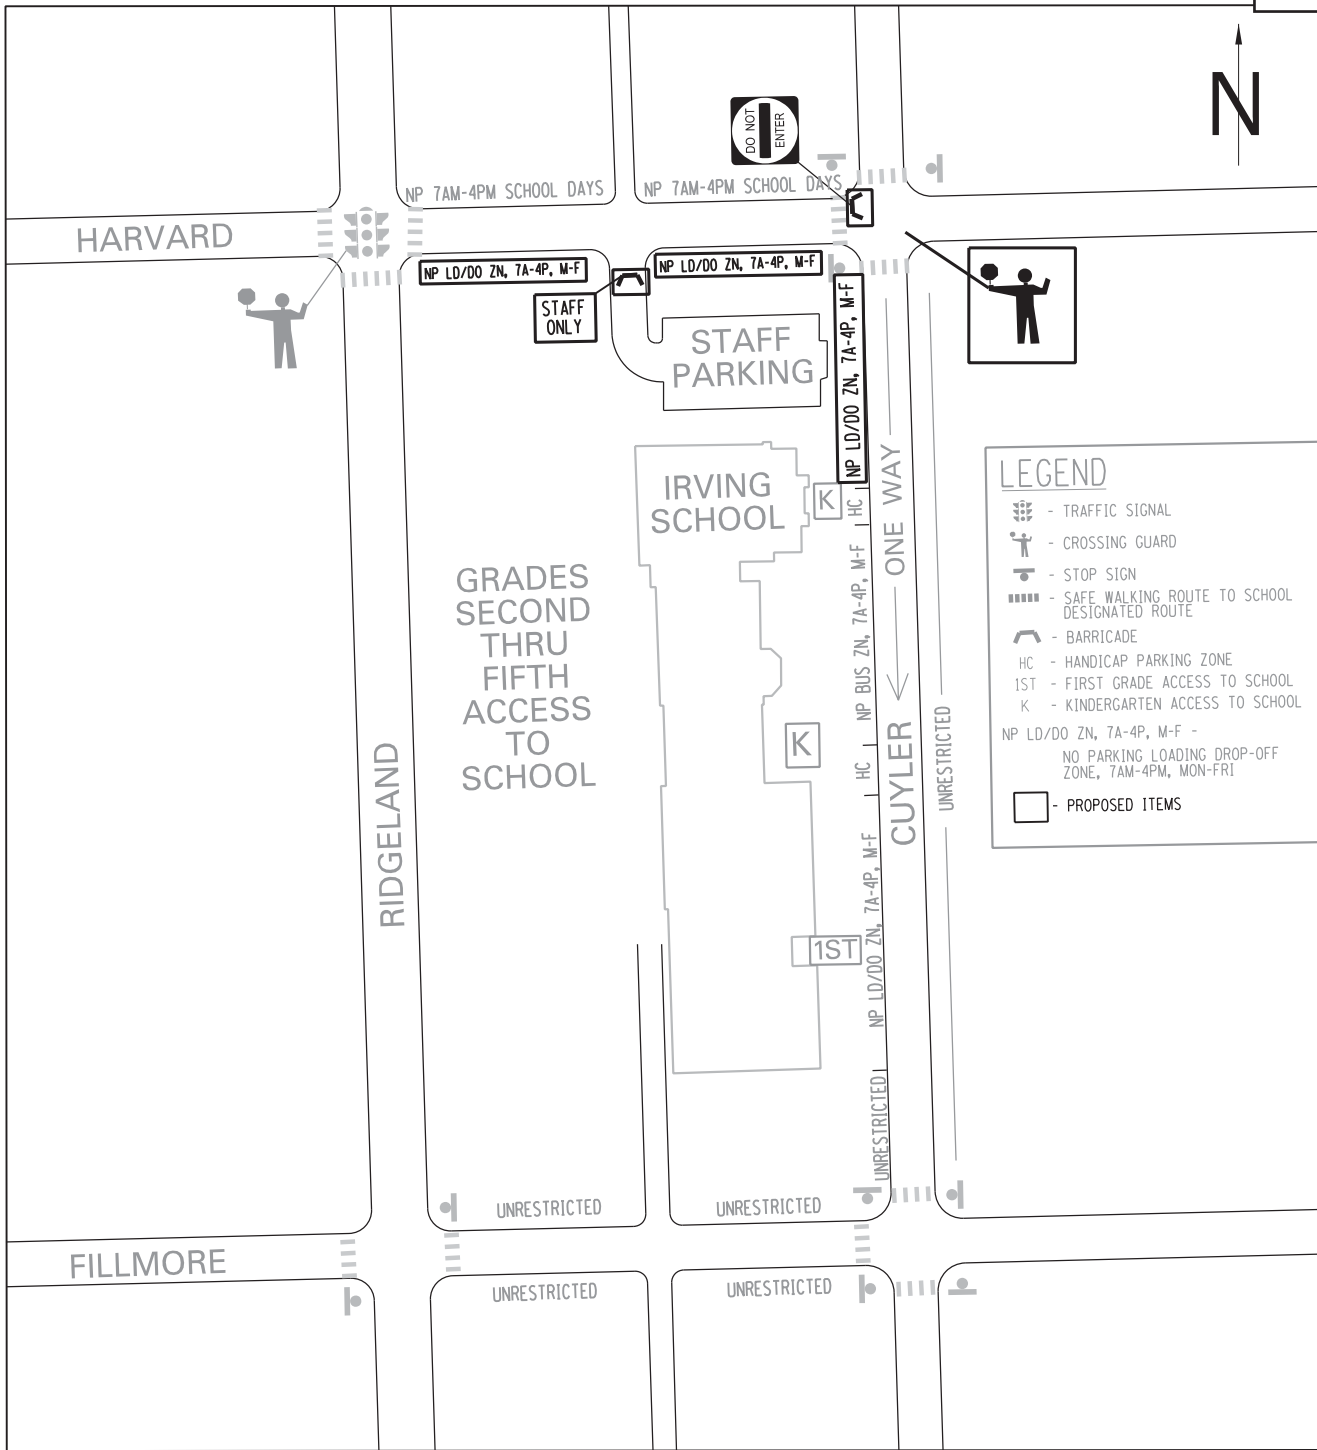 N
DO NOT
ENTER
NP 7AM-4PM SCHOOL DAYS
NP 7AM-4PM SCHOOL DAYS
HARVARD
NP LD/DO ZN, 7A-4P, M-F
NP LD/DO ZN, 7A-4P, M-F
STAFF
ONLY
STAFF
PARKING
NP LD/DO ZN, 7A-4P, M-F
IRVING
SCHOOL
K
HC
ONE WAY
GRADES
SECOND
THRU
FIFTH
ACCESS
TO
SCHOOL
NP BUS ZN, 7A-4P, M-F
K
HC
CUYLER
UNRESTRICTED
RIDGELAND
NP LD/DO ZN, 7A-4P, M-F
1ST
UNRESTRICTED
LEGEND
- TRAFFIC SIGNAL
- CROSSING GUARD
- STOP SIGN
- SAFE WALKING ROUTE TO SCHOOL
DESIGNATED ROUTE
- BARRICADE
HC - HANDICAP PARKING ZONE
1ST - FIRST GRADE ACCESS TO SCHOOL
K - KINDERGARTEN ACCESS TO SCHOOL
NP LD/DO ZN, 7A-4P, M-F -
NO PARKING LOADING DROP-OFF
ZONE, 7AM-4PM, MON-FRI
- PROPOSED ITEMS
UNRESTRICTED
UNRESTRICTED
FILLMORE
UNRESTRICTED
UNRESTRICTED